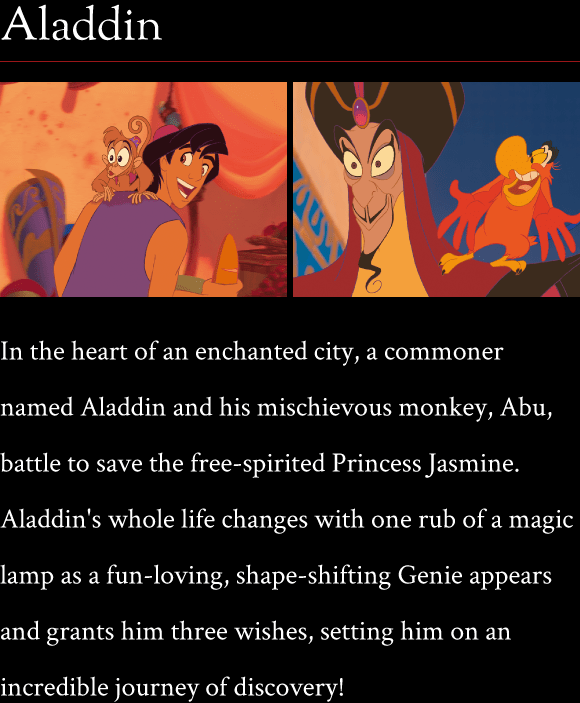 Aladdin
In the heart of an enchanted city, a commoner
named Aladdin and his mischievous monkey, Abu,
battle to save the free-spirited Princess Jasmine.
Aladdin's whole life changes with one rub of a magic
lamp as a fun-loving, shape-shifting Genie appears
and grants him three wishes, setting him on an
incredible journey of discovery!